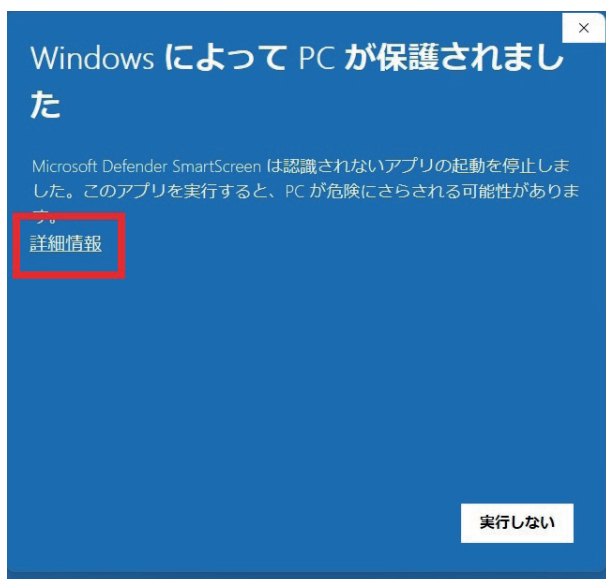 Windows によって PC が保護されまし
た
Microsoft Defender SmartScreen は認識されないアプリの起動を停止しま
した。このアプリを実行すると、PC が危険にさらされる可能性がありま
す。
詳細情報
実行しない